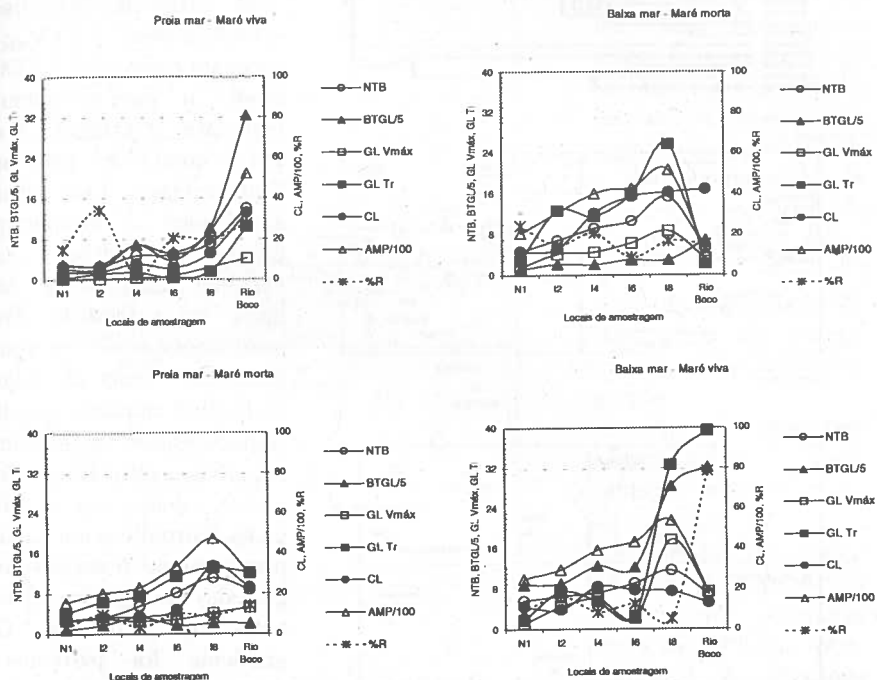 Preia mar - Maré viva
40
32
24
16
8
0
NTB, BTGL/5, GL Vmáx, GL Tr
100
80
60
40
20
0
CL, AMP/100, %R
N1 I2 I4 I6 I8 Rio
Boco
Locais de amostragem
NTB
BTGL/5
GL Vmáx
GL Tr
CL
AMP/100
%R
Baixa mar - Maré morta
40
32
24
16
8
0
NTB, BTGL/5, GL Vmáx, GL Tr
100
80
60
40
20
0
CL, AMP/100, %R
N1 I2 I4 I6 I8 Rio
Boco
Locais de amostragem
NTB
BTGL/5
GL Vmáx
GL Tr
CL
AMP/100
%R
Preia mar - Maré morta
40
32
24
16
8
0
NTB, BTGL/5, GL Vmáx, GL Tr
100
80
60
40
20
0
CL, AMP/100, %R
N1 I2 I4 I6 I8 Rio
Boco
Locais de amostragem
NTB
BTGL/5
GL Vmáx
GL Tr
CL
AMP/100
%R
Baixa mar - Maré viva
40
32
24
16
8
0
NTB, BTGL/5, GL Vmáx, GL Tr
100
80
60
40
20
0
CL, AMP/100, %R
N1 I2 I4 I6 I8 Rio
Boco
Locais de amostragem
NTB
BTGL/5
GL Vmáx
GL Tr
CL
AMP/100
%R